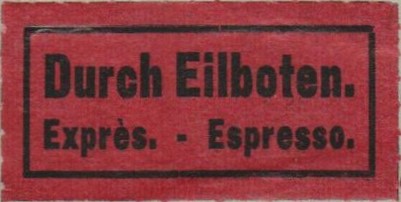 Durch Eilboten.
Exprès. - Espresso.